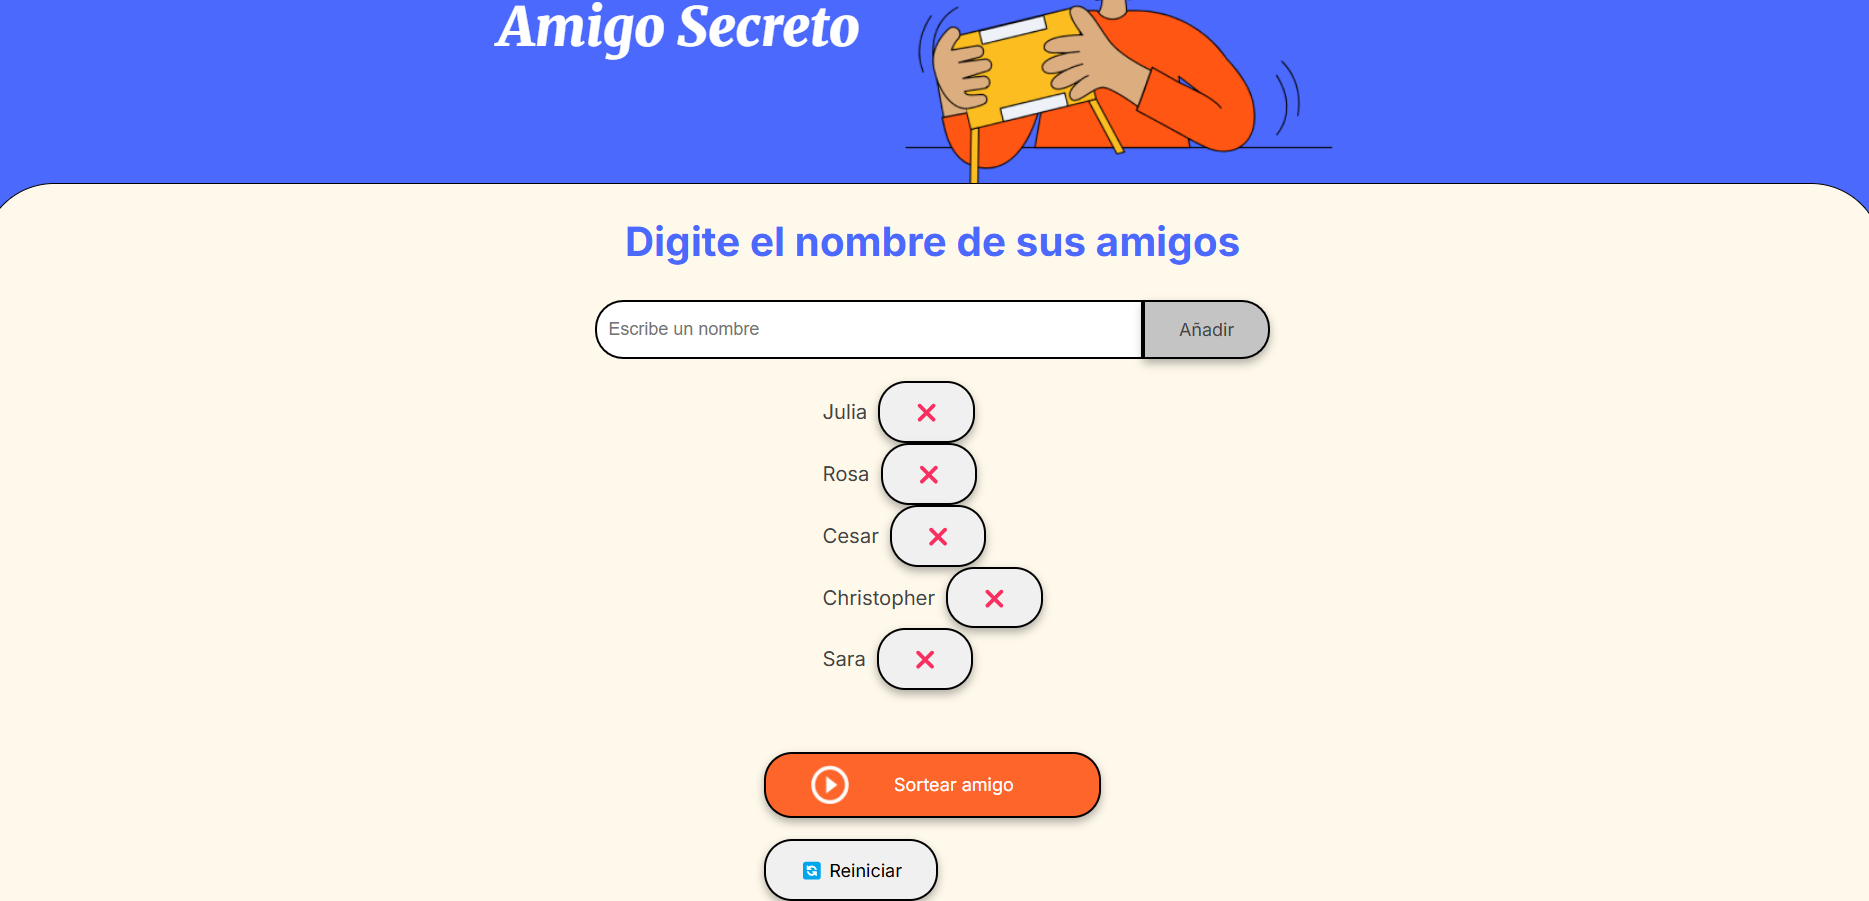 Amigo Secreto
Digite el nombre de sus amigos
Escribe un nombre
Añadir
Julia
Rosa
Cesar
Christopher
Sara
Sortear amigo
Reiniciar